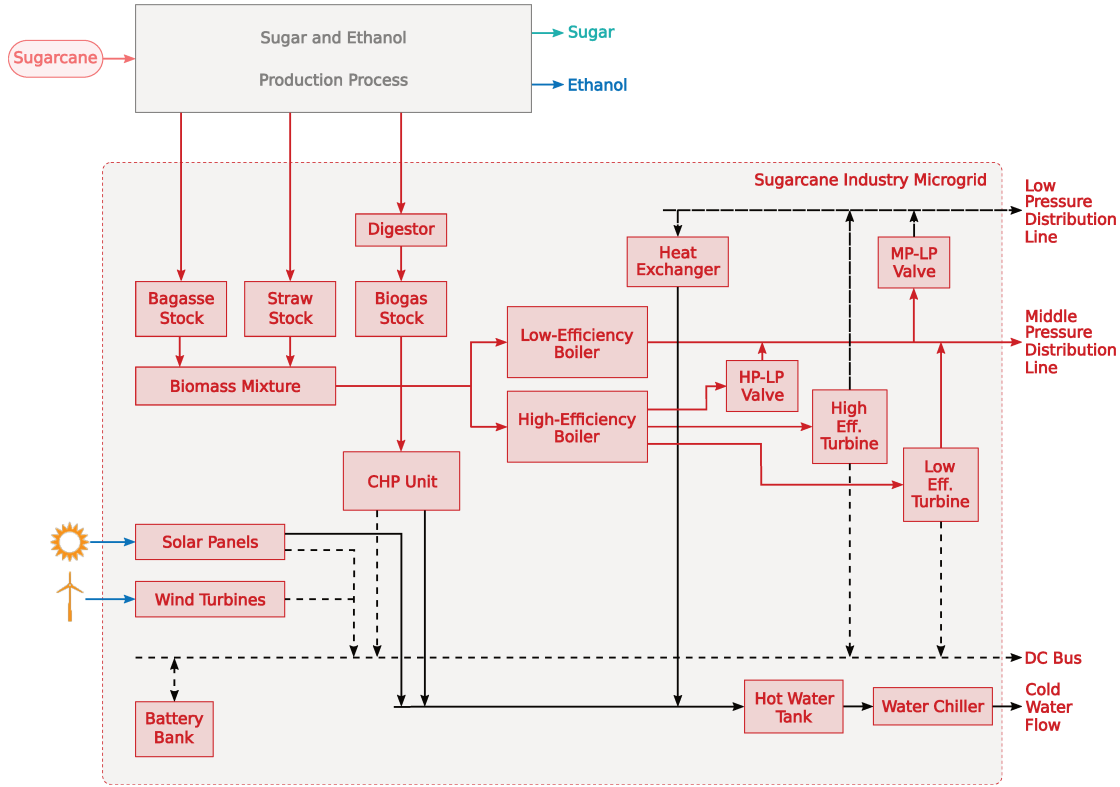 Sugarcane
Sugar and Ethanol
Production Process
Sugar
Ethanol
Sugarcane Industry Microgrid
Low
Pressure
Distribution
Line
Digestor
Heat
Exchanger
MP-LP
Valve
Bagasse
Stock
Straw
Stock
Biogas
Stock
Low-Efficiency
Boiler
Middle
Pressure
Distribution
Line
Biomass Mixture
HP-LP
Valve
High-Efficiency
Boiler
High
Eff.
Turbine
CHP Unit
Low
Eff.
Turbine
Solar Panels
Wind Turbines
DC Bus
Battery
Bank
Hot Water
Tank
Water Chiller
Cold
Water
Flow